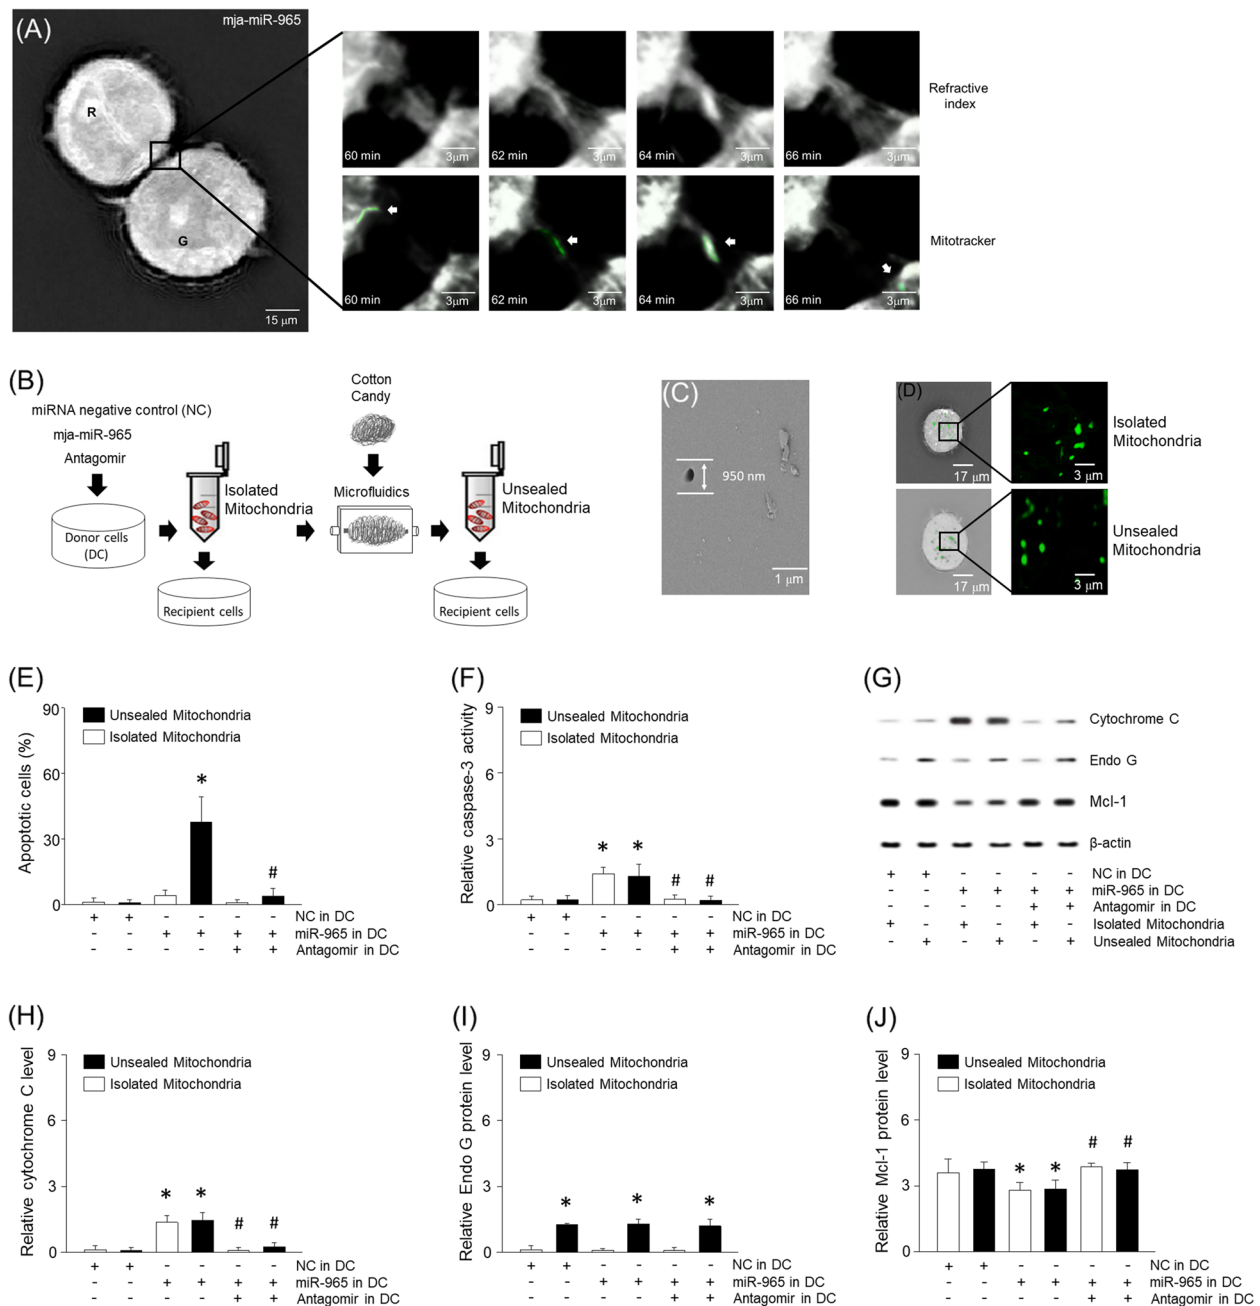 (A)
mja-miR-965
R
G
15 μm
60 min
3μm
62 min
3μm
64 min
3μm
66 min
3μm
Refractive
index
60 min
3μm
62 min
3μm
64 min
3μm
66 min
3μm
Mitotracker
(B)
miRNA negative control (NC)
mja-miR-965
Antagomir
Donor cells
(DC)
Isolated
Mitochondria
Recipient cells
Cotton
Candy
Microfluidics
Unsealed
Mitochondria
Recipient cells
(C)
950 nm
1 μm
(D)
17 μm
3 μm
Isolated
Mitochondria
17 μm
3 μm
Unsealed
Mitochondria
(E)
Apoptotic cells (%)
90
60
30
0
Unsealed Mitochondria
Isolated Mitochondria
*
#
+ + - - - - NC in DC
- - + + + + miR-965 in DC
- - - - + + Antagomir in DC
(F)
Relative caspase-3 activity
9
6
3
0
Unsealed Mitochondria
Isolated Mitochondria
* * # #
+ + - - - - NC in DC
- - + + + + miR-965 in DC
- - - - + + Antagomir in DC
(G)
Cytochrome C
Endo G
Mcl-1
β-actin
+ + - - - - NC in DC
- - + + + + miR-965 in DC
- - - - + + Antagomir in DC
+ - + - + - Isolated Mitochondria
- + - + - + Unsealed Mitochondria
(H)
Relative cytochrome C level
9
6
3
0
Unsealed Mitochondria
Isolated Mitochondria
* * # #
+ + - - - - NC in DC
- - + + + + miR-965 in DC
- - - - + + Antagomir in DC
(I)
Relative Endo G protein level
9
6
3
0
Unsealed Mitochondria
Isolated Mitochondria
* * *
+ + - - - - NC in DC
- - + + + + miR-965 in DC
- - - - + + Antagomir in DC
(J)
Relative Mcl-1 protein level
9
6
3
0
Unsealed Mitochondria
Isolated Mitochondria
* * # #
+ + - - - - NC in DC
- - + + + + miR-965 in DC
- - - - + + Antagomir in DC